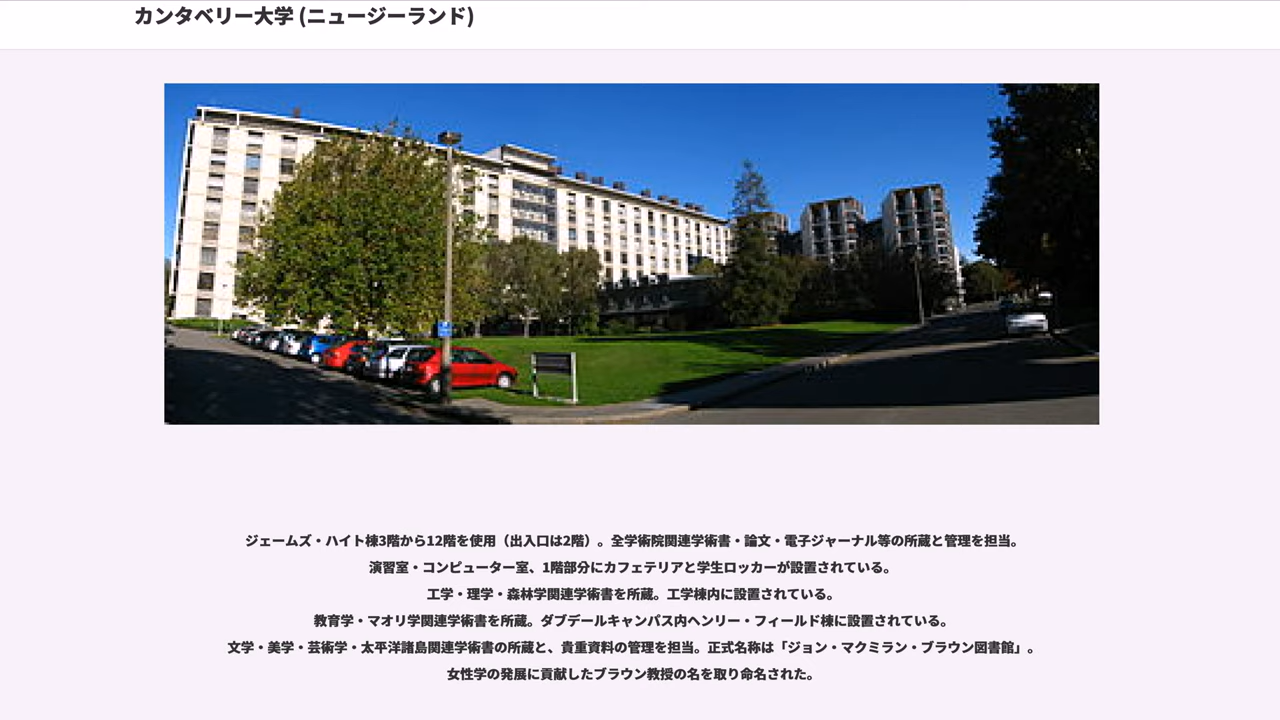 カンタベリー大学 (ニュージーランド)
ジェームズ・ハイト棟3階から12階を使用（出入口は2階）。全学術院関連学術書・論文・電子ジャーナル等の所蔵と管理を担当。
演習室・コンピューター室、1階部分にカフェテリアと学生ロッカーが設置されている。
工学・理学・森林学関連学術書を所蔵。工学棟内に設置されている。
教育学・マオリ学関連学術書を所蔵。ダブデールキャンパス内ヘンリー・フィールド棟に設置されている。
文学・美学・芸術学・太平洋諸島関連学術書の所蔵と、貴重資料の管理を担当。正式名称は「ジョン・マクミラン・ブラウン図書館」。
女性学の発展に貢献したブラウン教授の名を取り命名された。